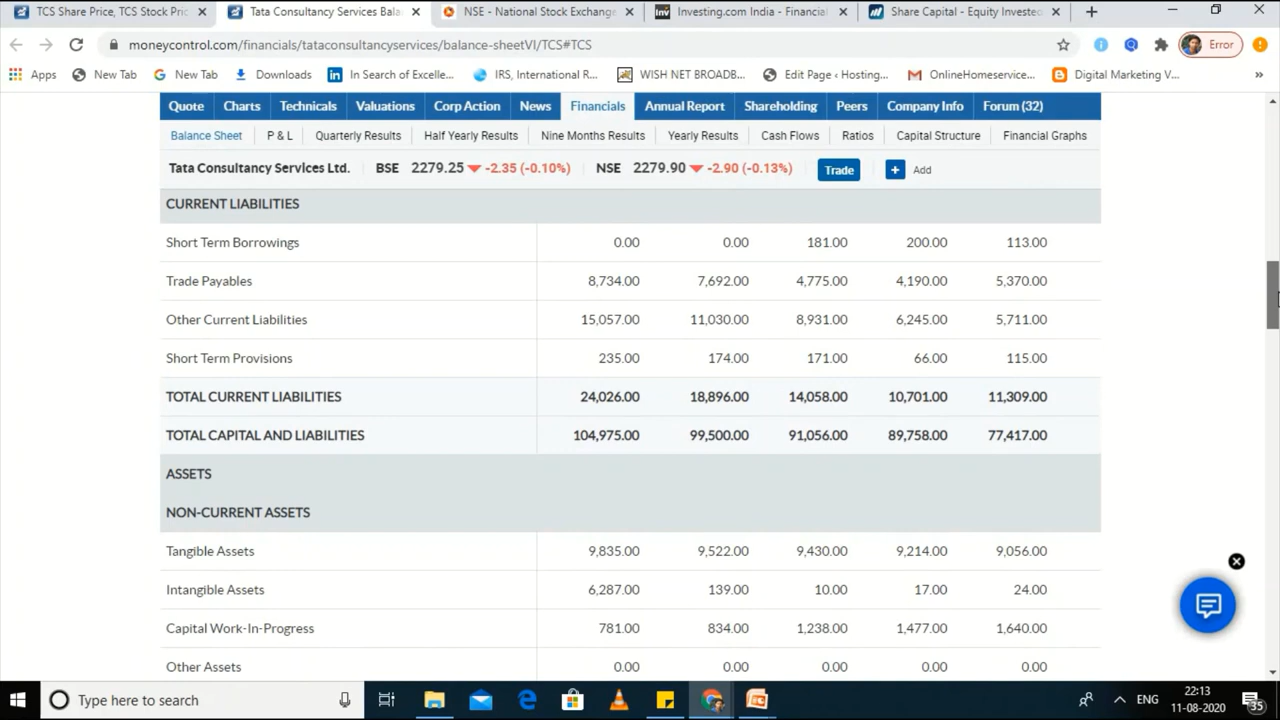 TCS Share Price, TCS Stock Pric
Tata Consultancy Services Balan
NSE - National Stock Exchange
Investing.com India - Financial
Share Capital - Equity Invested
moneycontrol.com/financials/tataconsultancyservices/balance-sheetVI/TCS#TCS
Error
Apps New Tab New Tab Downloads In Search of Excelle... IRS, International R... WISH NET BROADB... Edit Page ‹ Hosting... OnlineHomeservice... Digital Marketing V... »
Quote Charts Technicals Valuations Corp Action News Financials Annual Report Shareholding Peers Company Info Forum (32)
Balance Sheet P & L Quarterly Results Half Yearly Results Nine Months Results Yearly Results Cash Flows Ratios Capital Structure Financial Graphs
Tata Consultancy Services Ltd. BSE 2279.25 -2.35 (-0.10%) NSE 2279.90 -2.90 (-0.13%) Trade + Add
CURRENT LIABILITIES
Short Term Borrowings 0.00 0.00 181.00 200.00 113.00
Trade Payables 8,734.00 7,692.00 4,775.00 4,190.00 5,370.00
Other Current Liabilities 15,057.00 11,030.00 8,931.00 6,245.00 5,711.00
Short Term Provisions 235.00 174.00 171.00 66.00 115.00
TOTAL CURRENT LIABILITIES 24,026.00 18,896.00 14,058.00 10,701.00 11,309.00
TOTAL CAPITAL AND LIABILITIES 104,975.00 99,500.00 91,056.00 89,758.00 77,417.00
ASSETS
NON-CURRENT ASSETS
Tangible Assets 9,835.00 9,522.00 9,430.00 9,214.00 9,056.00
Intangible Assets 6,287.00 139.00 10.00 17.00 24.00
Capital Work-In-Progress 781.00 834.00 1,238.00 1,477.00 1,640.00
Other Assets 0.00 0.00 0.00 0.00 0.00
Type here to search
ENG
22:13
11-08-2020
35